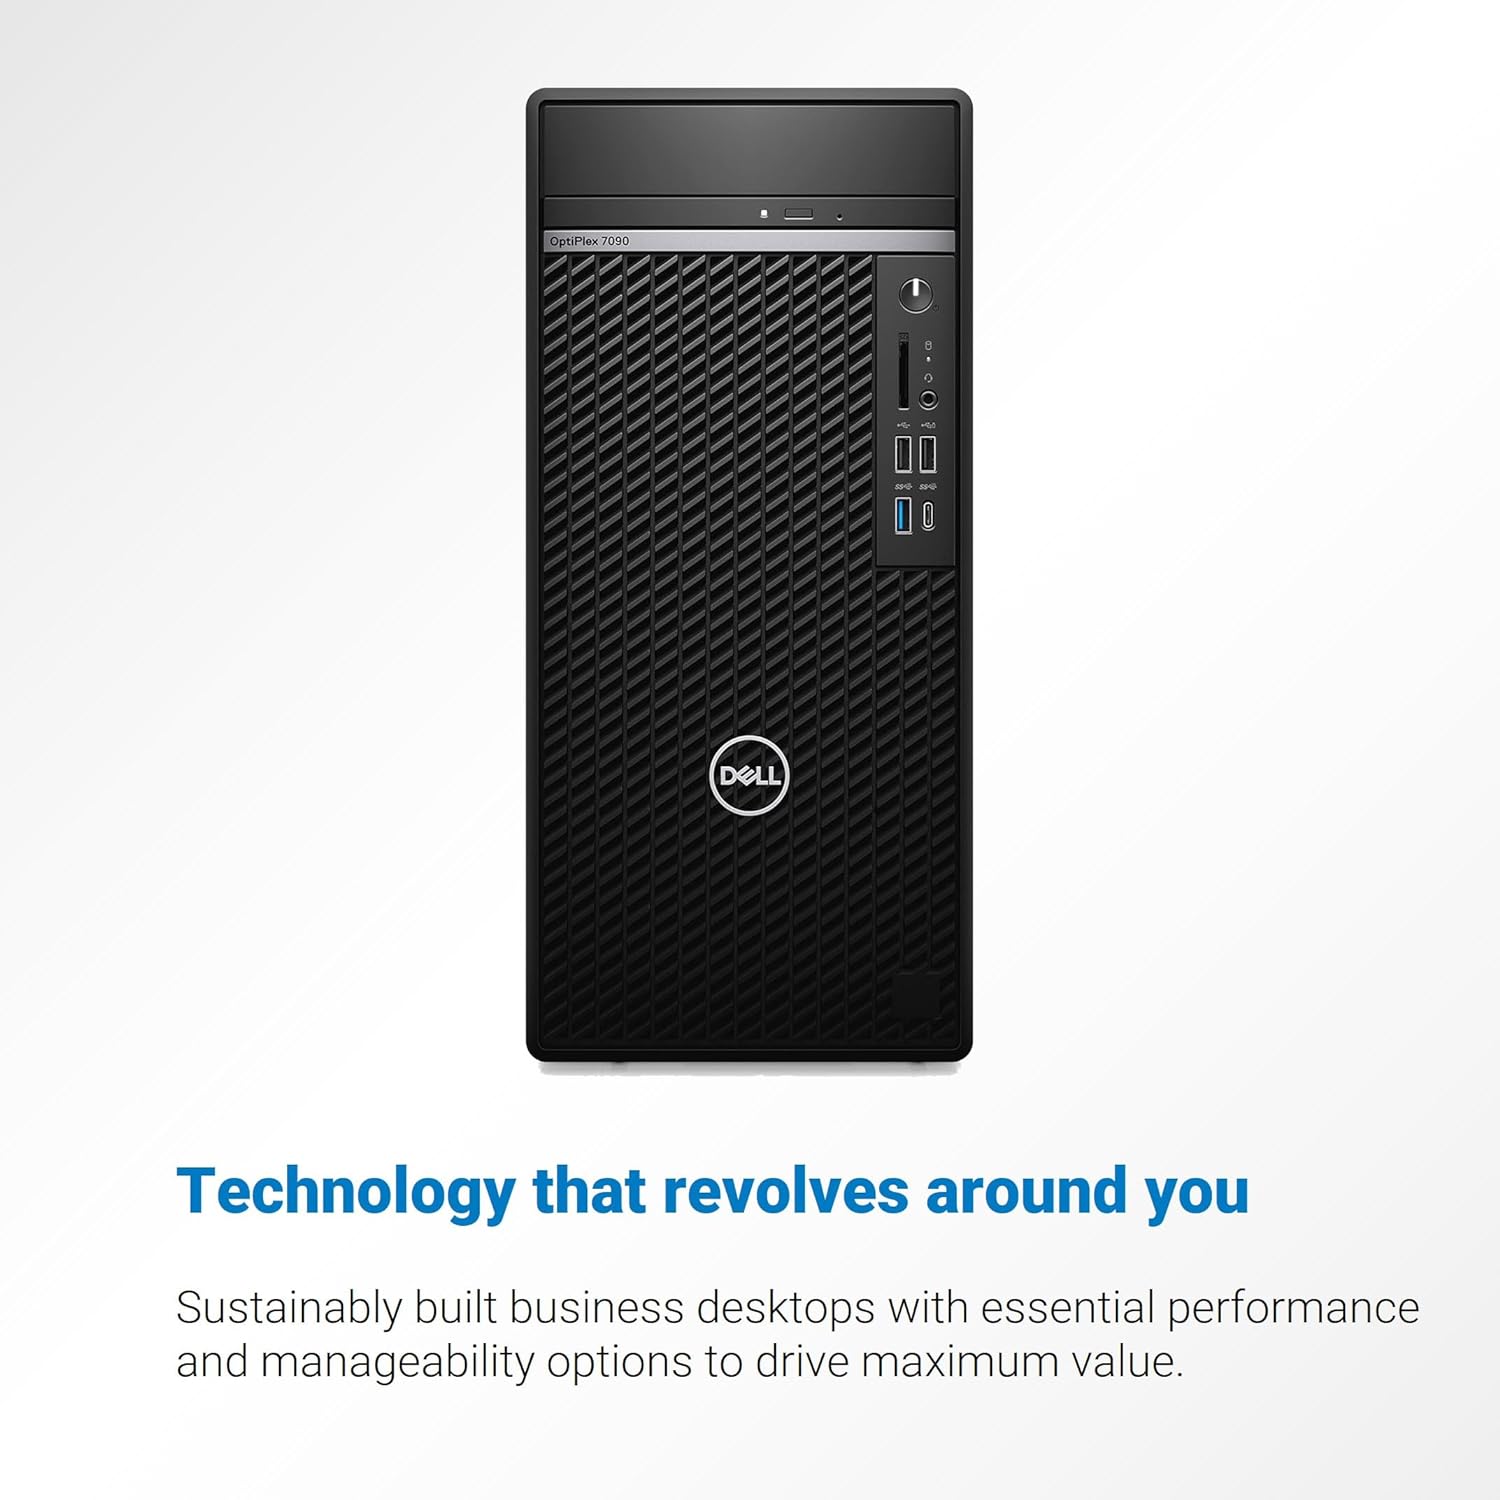 OptiPlex 7090
DELL
Technology that revolves around you
Sustainably built business desktops with essential performance
and manageability options to drive maximum value.